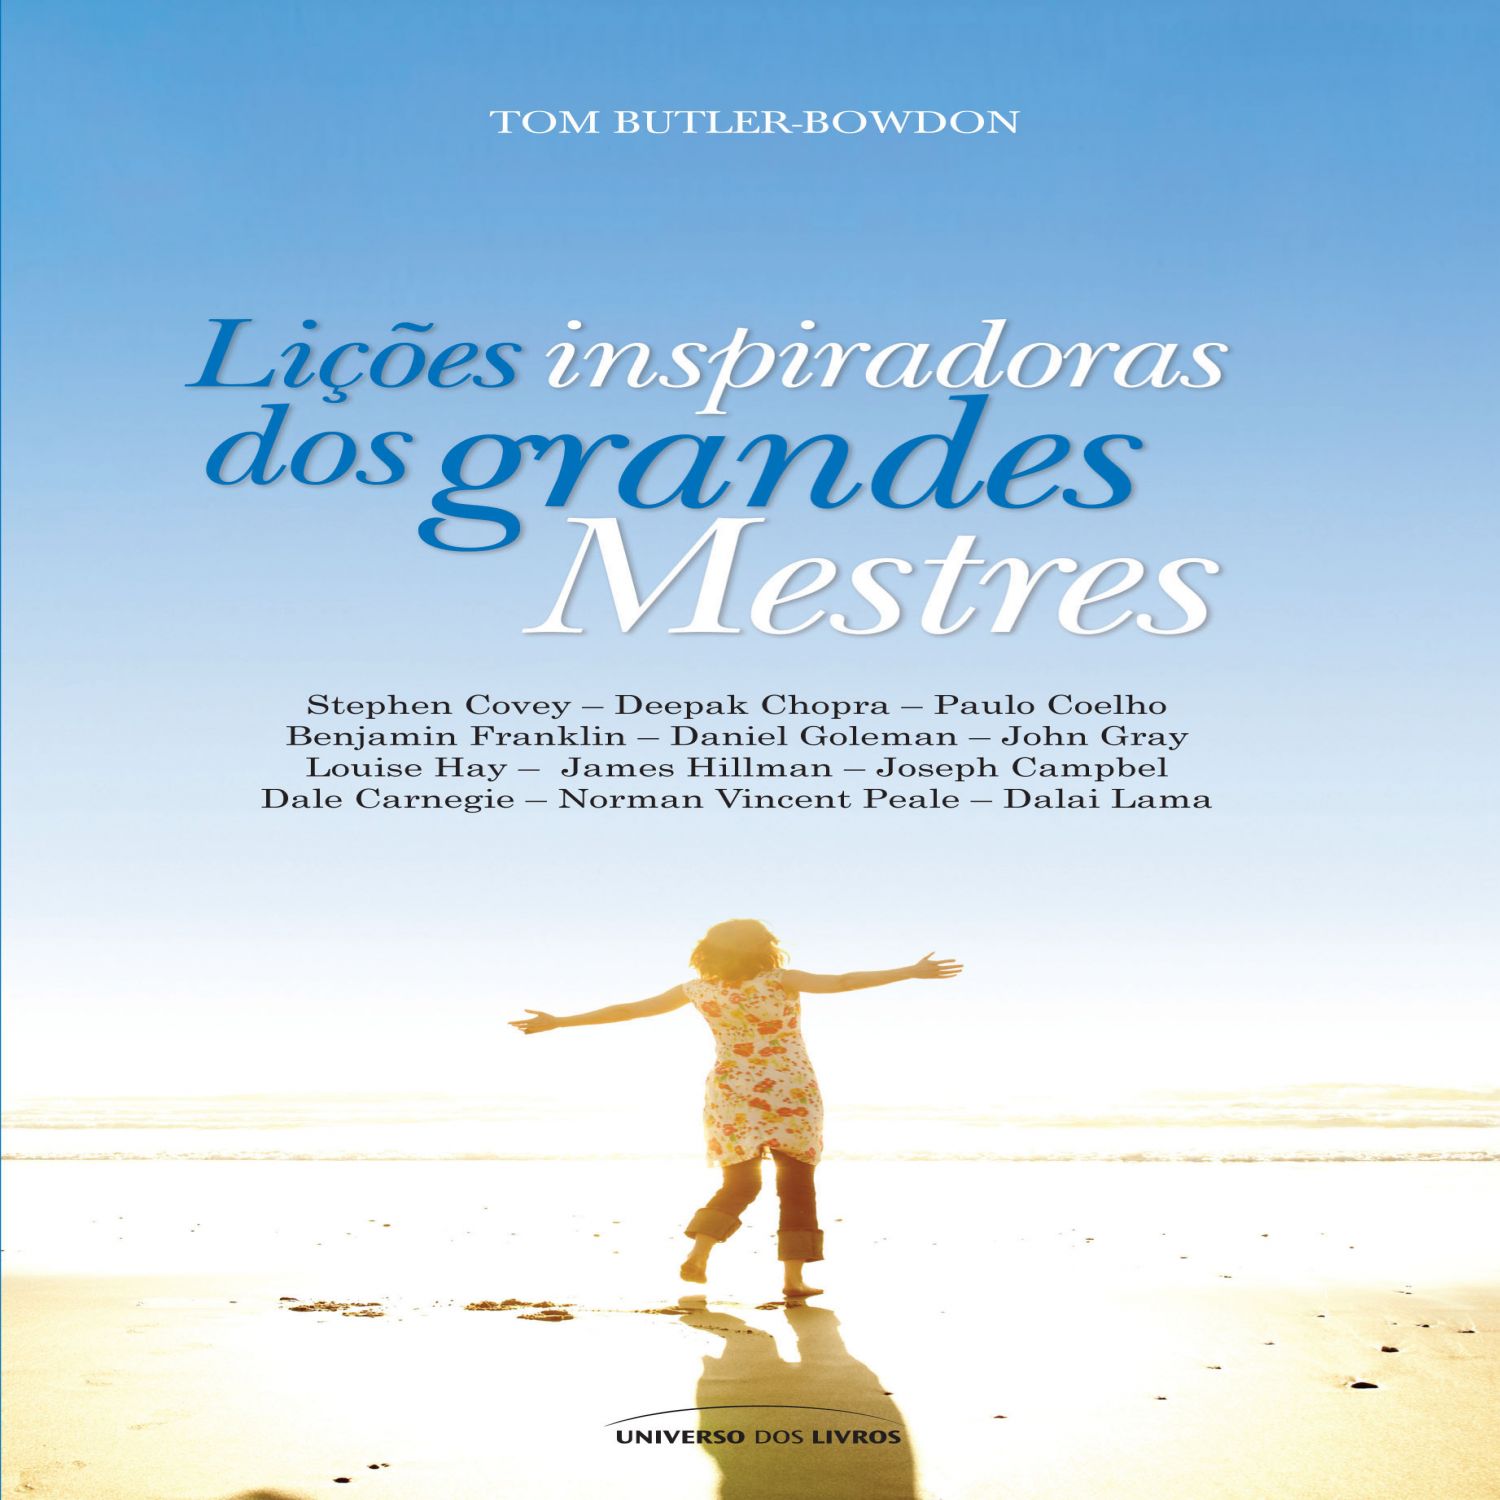 TOM BUTLER-BOWDON
Lições inspiradoras
dos grandes
Mestres
Stephen Covey – Deepak Chopra – Paulo Coelho
Benjamin Franklin – Daniel Goleman – John Gray
Louise Hay – James Hillman – Joseph Campbel
Dale Carnegie – Norman Vincent Peale – Dalai Lama
UNIVERSO DOS LIVROS